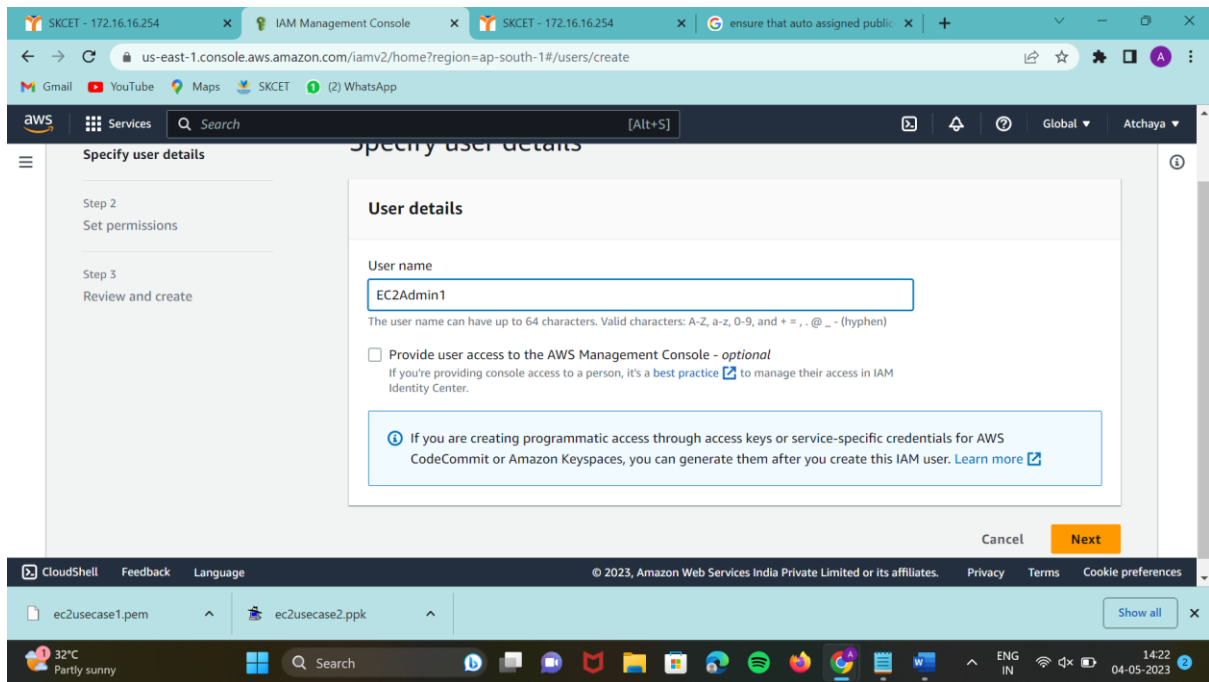 SKCET - 172.16.16.254
IAM Management Console
SKCET - 172.16.16.254
ensure that auto assigned public
us-east-1.console.aws.amazon.com/iamv2/home?region=ap-south-1#/users/create
A
Gmail
YouTube
Maps
SKCET
(2) WhatsApp
aws
Services
Search
[Alt+S]
Global
Atchaya
Specify user details
Specify user details
Step 2
Set permissions
Step 3
Review and create
User details
User name
EC2Admin1
The user name can have up to 64 characters. Valid characters: A-Z, a-z, 0-9, and + = , . @ _ - (hyphen)
Provide user access to the AWS Management Console - optional
If you're providing console access to a person, it's a best practice to manage their access in IAM
Identity Center.
If you are creating programmatic access through access keys or service-specific credentials for AWS
CodeCommit or Amazon Keyspaces, you can generate them after you create this IAM user. Learn more
Cancel
Next
CloudShell
Feedback
Language
© 2023, Amazon Web Services India Private Limited or its affiliates.
Privacy
Terms
Cookie preferences
ec2usecase1.pem
ec2usecase2.ppk
Show all
1
32°C
Partly sunny
Search
ENG
IN
14:22
04-05-2023
2